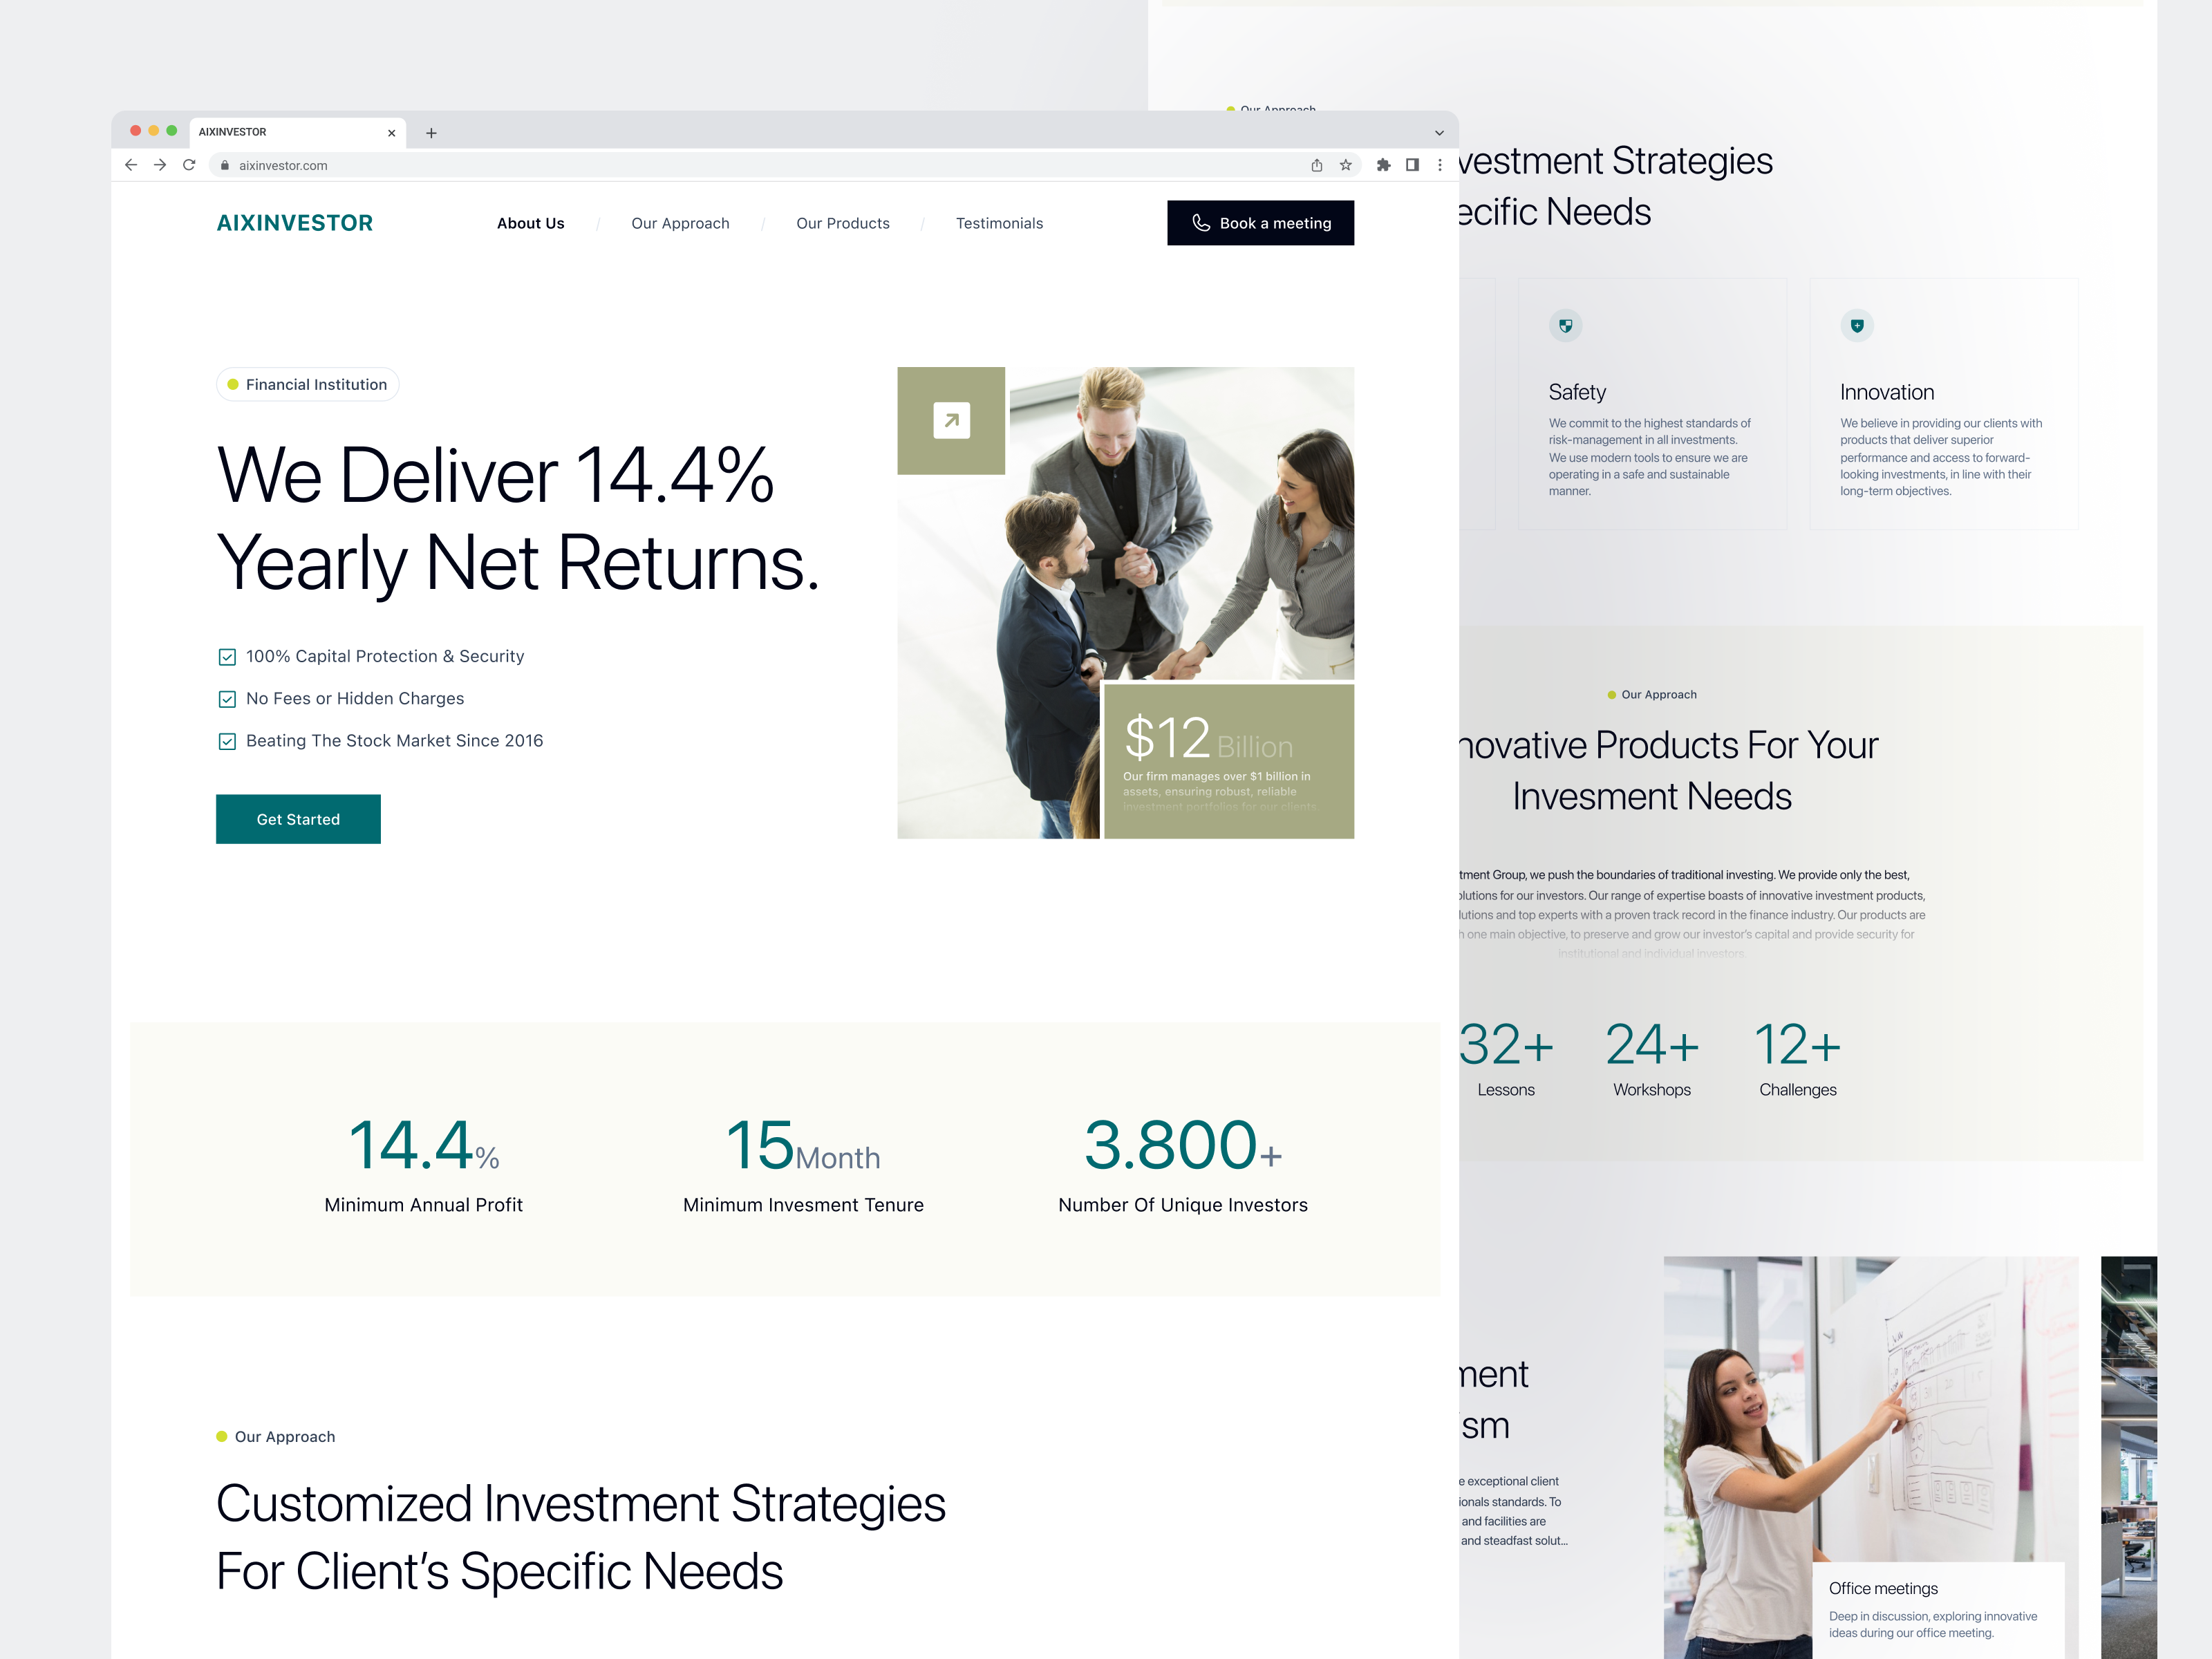 AIXINVESTOR
aixinvestor.com
AIXINVESTOR
About Us / Our Approach / Our Products / Testimonials
Book a meeting
Financial Institution
We Deliver 14.4%
Yearly Net Returns.
100% Capital Protection & Security
No Fees or Hidden Charges
Beating The Stock Market Since 2016
Get Started
$12 Billion
Our firm manages over $1 billion in
assets, ensuring robust, reliable
investment portfolios for our clients.
14.4%
Minimum Annual Profit
15Month
Minimum Invesment Tenure
3.800+
Number Of Unique Investors
Our Approach
Customized Investment Strategies
For Client’s Specific Needs
Our Approach
vestment Strategies
ecific Needs
Safety
We commit to the highest standards of
risk-management in all investments.
We use modern tools to ensure we are
operating in a safe and sustainable
manner.
Innovation
We believe in providing our clients with
products that deliver superior
performance and access to forward-
looking investments, in line with their
long-term objectives.
Our Approach
novative Products For Your
Invesment Needs
tment Group, we push the boundaries of traditional investing. We provide only the best,
olutions for our investors. Our range of expertise boasts of innovative investment products,
lutions and top experts with a proven track record in the finance industry. Our products are
h one main objective, to preserve and grow our investor’s capital and provide security for
institutional and individual investors
32+
Lessons
24+
Workshops
12+
Challenges
ment
ism
e exceptional client
ionals standards. To
and facilities are
and steadfast solut...
Office meetings
Deep in discussion, exploring innovative
ideas during our office meeting.